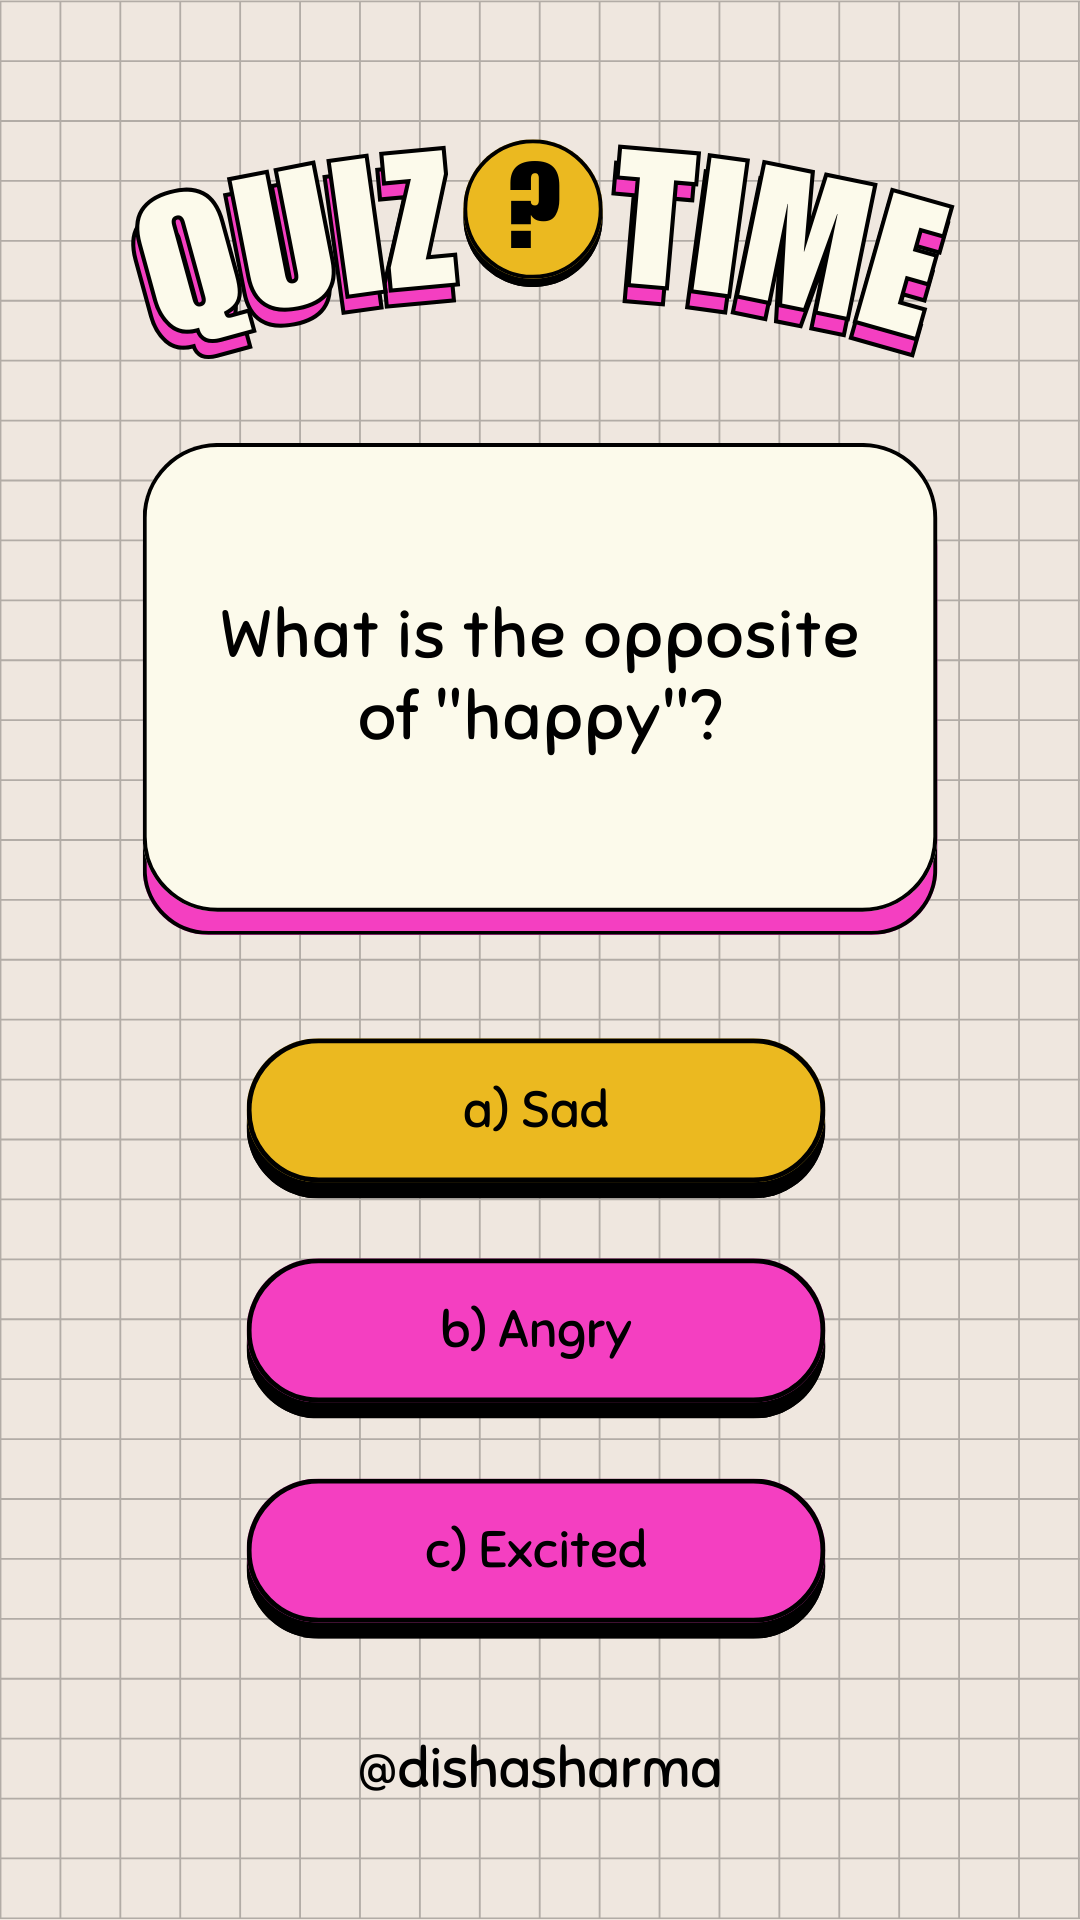 QUIZ ? TIME
What is the opposite
of "happy"?
a) Sad
b) Angry
c) Excited
@dishasharma